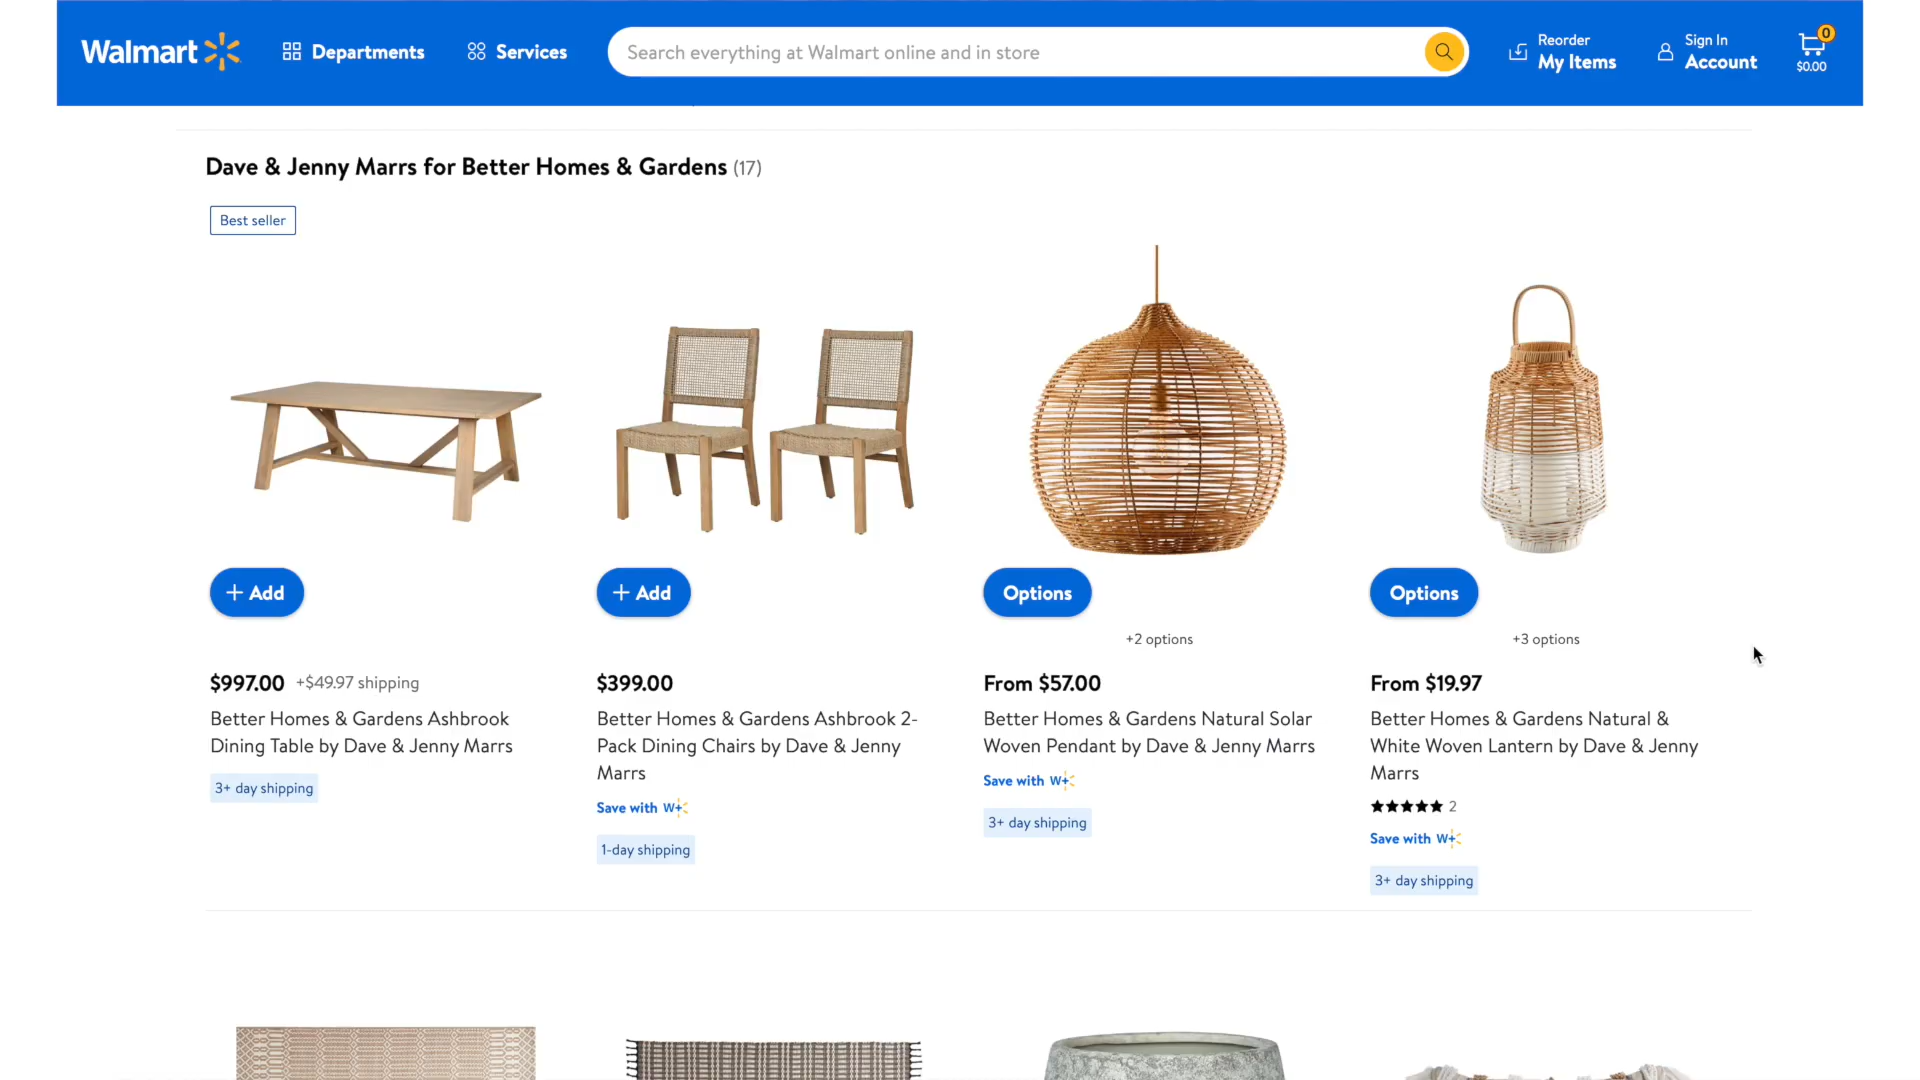 Walmart
Departments
Services
Search everything at Walmart online and in store
Reorder
My Items
Sign In
Account
0
$0.00
Dave & Jenny Marrs for Better Homes & Gardens (17)
Best seller
+ Add
+ Add
Options
Options
+2 options
+3 options
$997.00 +$49.97 shipping
Better Homes & Gardens Ashbrook
Dining Table by Dave & Jenny Marrs
3+ day shipping
$399.00
Better Homes & Gardens Ashbrook 2-
Pack Dining Chairs by Dave & Jenny
Marrs
Save with W+
1-day shipping
From $57.00
Better Homes & Gardens Natural Solar
Woven Pendant by Dave & Jenny Marrs
Save with W+
3+ day shipping
From $19.97
Better Homes & Gardens Natural &
White Woven Lantern by Dave & Jenny
Marrs
★★★★★ 2
Save with W+
3+ day shipping